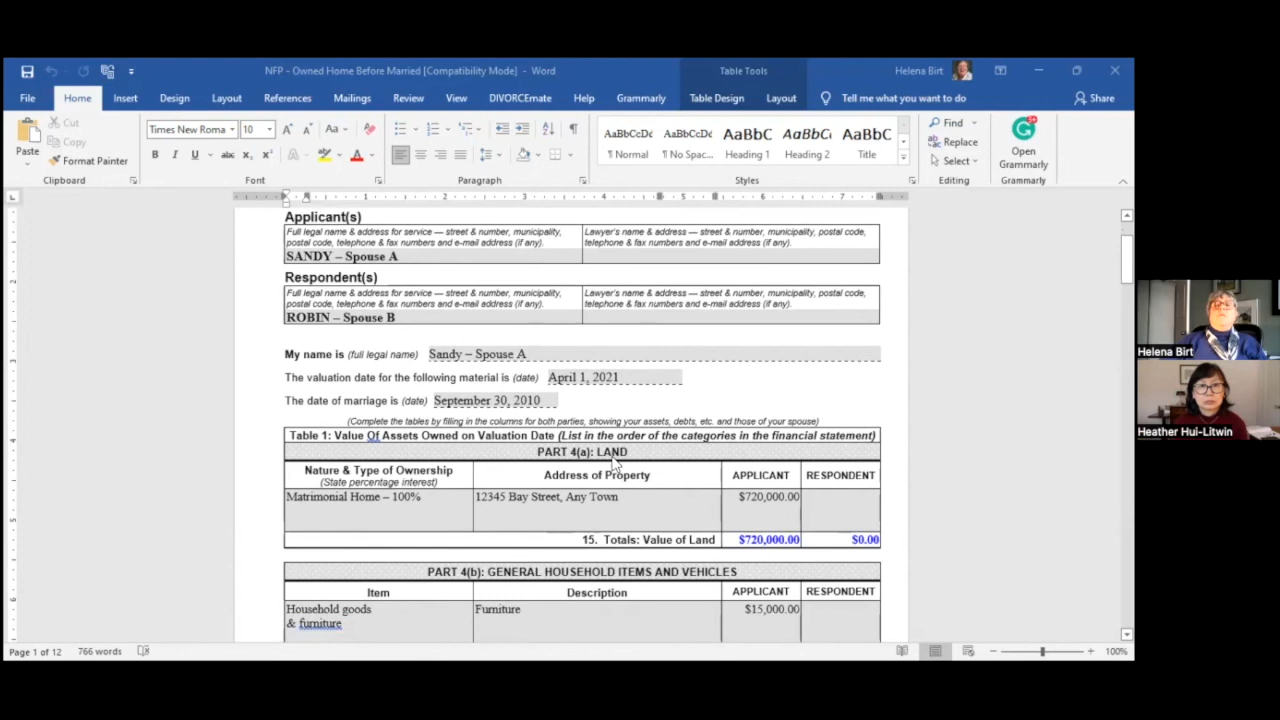 NFP - Owned Home Before Married [Compatibility Mode] - Word
Table Tools
Helena Birt
File Home Insert Design Layout References Mailings Review View DIVORCEmate Help Grammarly Table Design Layout Tell me what you want to do Share
Paste
Cut
Copy
Format Painter
Clipboard
Times New Roma 10
B I U abc x₂ x²
Font
Paragraph
AaBbCcDc AaBbCcDc AaBbC AaBbCc AaBbC
¶ Normal ¶ No Spac... Heading 1 Heading 2 Title
Styles
Find
Replace
Select
Editing
Open
Grammarly
Grammarly
1 2 3 4 5 6 7
Applicant(s)
Full legal name & address for service — street & number, municipality,
postal code, telephone & fax numbers and e-mail address (if any).
Lawyer's name & address — street & number, municipality, postal code,
telephone & fax numbers and e-mail address (if any).
SANDY – Spouse A
Respondent(s)
Full legal name & address for service — street & number, municipality,
postal code, telephone & fax numbers and e-mail address (if any).
Lawyer's name & address — street & number, municipality, postal code,
telephone & fax numbers and e-mail address (if any).
ROBIN – Spouse B
My name is (full legal name) Sandy – Spouse A
The valuation date for the following material is (date) April 1, 2021
The date of marriage is (date) September 30, 2010
(Complete the tables by filling in the columns for both parties, showing your assets, debts, etc. and those of your spouse)
Table 1: Value Of Assets Owned on Valuation Date (List in the order of the categories in the financial statement)
PART 4(a): LAND
Nature & Type of Ownership
(State percentage interest)
Address of Property
APPLICANT
RESPONDENT
Matrimonial Home – 100% 12345 Bay Street, Any Town $720,000.00
15. Totals: Value of Land $720,000.00 $0.00
PART 4(b): GENERAL HOUSEHOLD ITEMS AND VEHICLES
Item Description APPLICANT RESPONDENT
Household goods Furniture $15,000.00
& furniture
Page 1 of 12 766 words
100%
Helena Birt
Heather Hui-Litwin